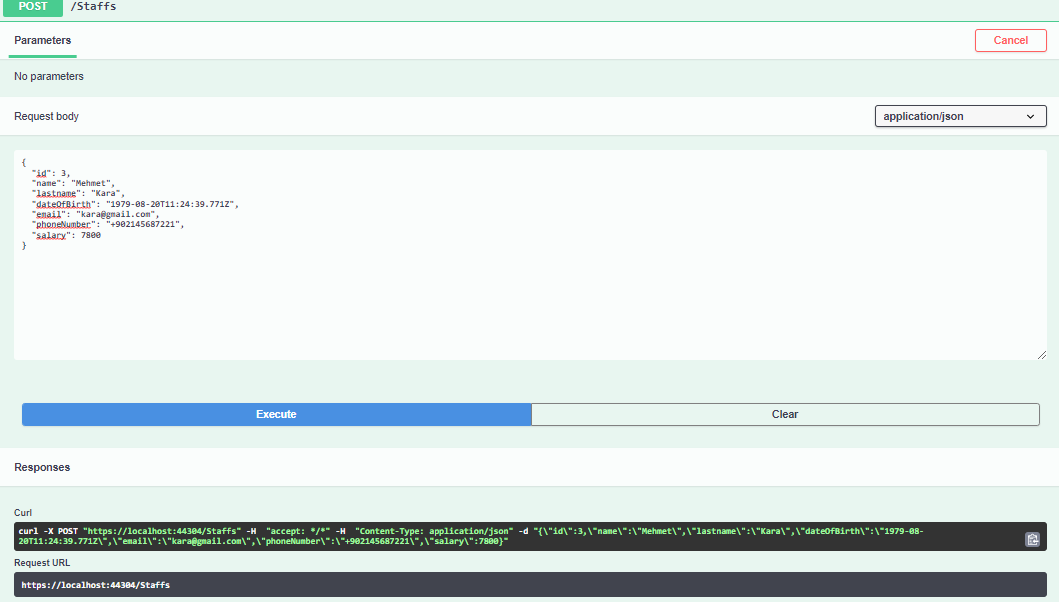 POST /Staffs
Parameters
Cancel
No parameters
Request body
application/json
{
"id": 3,
"name": "Mehmet",
"lastname": "Kara",
"dateOfBirth": "1979-08-20T11:24:39.771Z",
"email": "kara@gmail.com",
"phoneNumber": "+902145687221",
"salary": 7800
}
Execute
Clear
Responses
Curl
curl -X POST "https://localhost:44304/Staffs" -H  "accept: */*" -H  "Content-Type: application/json" -d "{\"id\":3,\"name\":\"Mehmet\",\"lastname\":\"Kara\",\"dateOfBirth\":\"1979-08-
20T11:24:39.771Z\",\"email\":\"kara@gmail.com\",\"phoneNumber\":\"+902145687221\",\"salary\":7800}"
Request URL
https://localhost:44304/Staffs